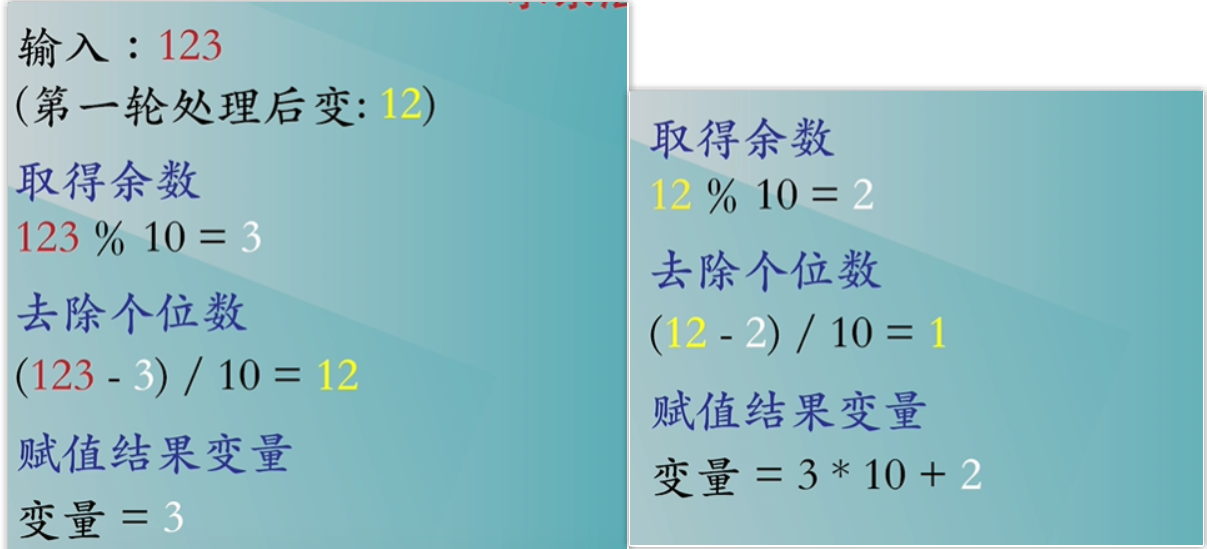 输入：123
(第一轮处理后变: 12)
取得余数
123 % 10 = 3
去除个位数
(123 - 3) / 10 = 12
赋值结果变量
变量 = 3
取得余数
12 % 10 = 2
去除个位数
(12 - 2) / 10 = 1
赋值结果变量
变量 = 3 * 10 + 2